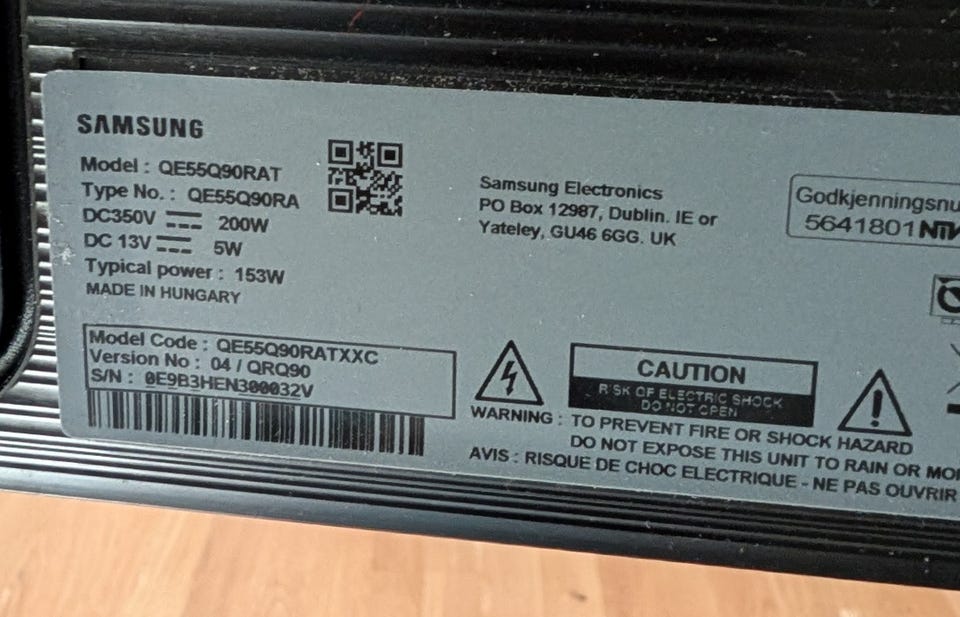 SAMSUNG
Model : QE55Q90RAT
Type No. : QE55Q90RA
DC350V 200W
DC 13V 5W
Typical power : 153W
MADE IN HUNGARY
Model Code : QE55Q90RATXXC
Version No : 04 / QRQ90
S/N : 0E9B3HEN300032V
Samsung Electronics
PO Box 12987, Dublin. IE or
Yateley, GU46 6GG. UK
Godkjenningsnu
5641801
CAUTION
RISK OF ELECTRIC SHOCK
DO NOT OPEN
WARNING : TO PREVENT FIRE OR SHOCK HAZARD
DO NOT EXPOSE THIS UNIT TO RAIN OR MOI
AVIS : RISQUE DE CHOC ELECTRIQUE - NE PAS OUVRIR